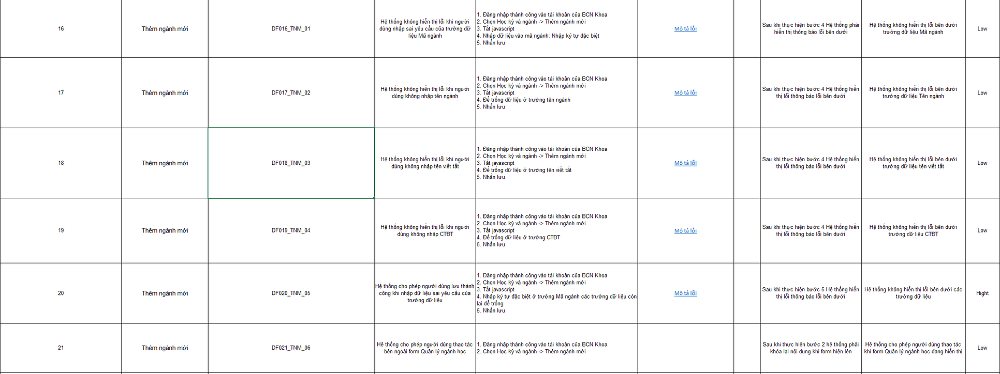 16
Thêm ngành mới
DF016_TNM_01
Hệ thống không hiển thị lỗi khi người
dùng nhập sai yêu cầu của trường dữ
liệu Mã ngành
1. Đăng nhập thành công vào tài khoản của BCN Khoa
2. Chọn Học kỳ và ngành -> Thêm ngành mới
3. Tắt javascript
4. Nhập dữ liệu vào mã ngành: Nhập ký tự đặc biệt
5. Nhấn lưu
Mô tả lỗi
Sau khi thực hiện bước 4 Hệ thống phải
hiển thị thông báo lỗi bên dưới
Hệ thống không hiển thị lỗi bên dưới
trường dữ liệu Mã ngành
Low
17
Thêm ngành mới
DF017_TNM_02
Hệ thống không hiển thị lỗi khi người
dùng không nhập tên ngành
1. Đăng nhập thành công vào tài khoản của BCN Khoa
2. Chọn Học kỳ và ngành -> Thêm ngành mới
3. Tắt javascript
4. Để trống dữ liệu ở trường tên ngành
5. Nhấn lưu
Mô tả lỗi
Sau khi thực hiện bước 4 Hệ thống hiển
thị lỗi thông báo lỗi bên dưới
Hệ thống không hiển thị lỗi bên dưới
trường dữ liệu Tên ngành
Low
18
Thêm ngành mới
DF018_TNM_03
Hệ thống không hiển thị lỗi khi người
dùng không nhập tên viết tắt
1. Đăng nhập thành công vào tài khoản của BCN Khoa
2. Chọn Học kỳ và ngành -> Thêm ngành mới
3. Tắt javascript
4. Để trống dữ liệu ở trường tên viết tắt
5. Nhấn lưu
Mô tả lỗi
Sau khi thực hiện bước 4 Hệ thống hiển
thị lỗi thông báo lỗi bên dưới
Hệ thống không hiển thị lỗi bên dưới
trường dữ liệu tên viết tắt
Low
19
Thêm ngành mới
DF019_TNM_04
Hệ thống không hiển thị lỗi khi người
dùng không nhập CTĐT
1. Đăng nhập thành công vào tài khoản của BCN Khoa
2. Chọn Học kỳ và ngành -> Thêm ngành mới
3. Tắt javascript
4. Để trống dữ liệu ở trường CTĐT
5. Nhấn lưu
Mô tả lỗi
Sau khi thực hiện bước 4 Hệ thống hiển
thị lỗi thông báo lỗi bên dưới
Hệ thống không hiển thị lỗi bên dưới
trường dữ liệu CTĐT
Low
20
Thêm ngành mới
DF020_TNM_05
Hệ thống cho phép người dùng lưu thành
công khi nhập dữ liệu sai yêu cầu của
trường dữ liệu
1. Đăng nhập thành công vào tài khoản của BCN Khoa
2. Chọn Học kỳ và ngành -> Thêm ngành mới
3. Tắt javascript
4. Nhập ký tự đặc biệt ở trường Mã ngành các trường dữ liệu còn
lại để trống
5. Nhấn lưu
Mô tả lỗi
Sau khi thực hiện bước 5 Hệ thống hiển
thị lỗi thông báo lỗi bên dưới
Hệ thống không hiển thị lỗi bên dưới các
trường dữ liệu
Hight
21
Thêm ngành mới
DF021_TNM_06
Hệ thống cho phép người dùng thao tác
bên ngoài form Quản lý ngành học
1. Đăng nhập thành công vào tài khoản của BCN Khoa
2. Chọn Học kỳ và ngành -> Thêm ngành mới
Sau khi thực hiện bước 2 hệ thống phải
khóa lại nội dung khi form hiện lên
Hệ thống cho phép người dùng thao tác
khi form Quản lý ngành học đang hiển thị
Low